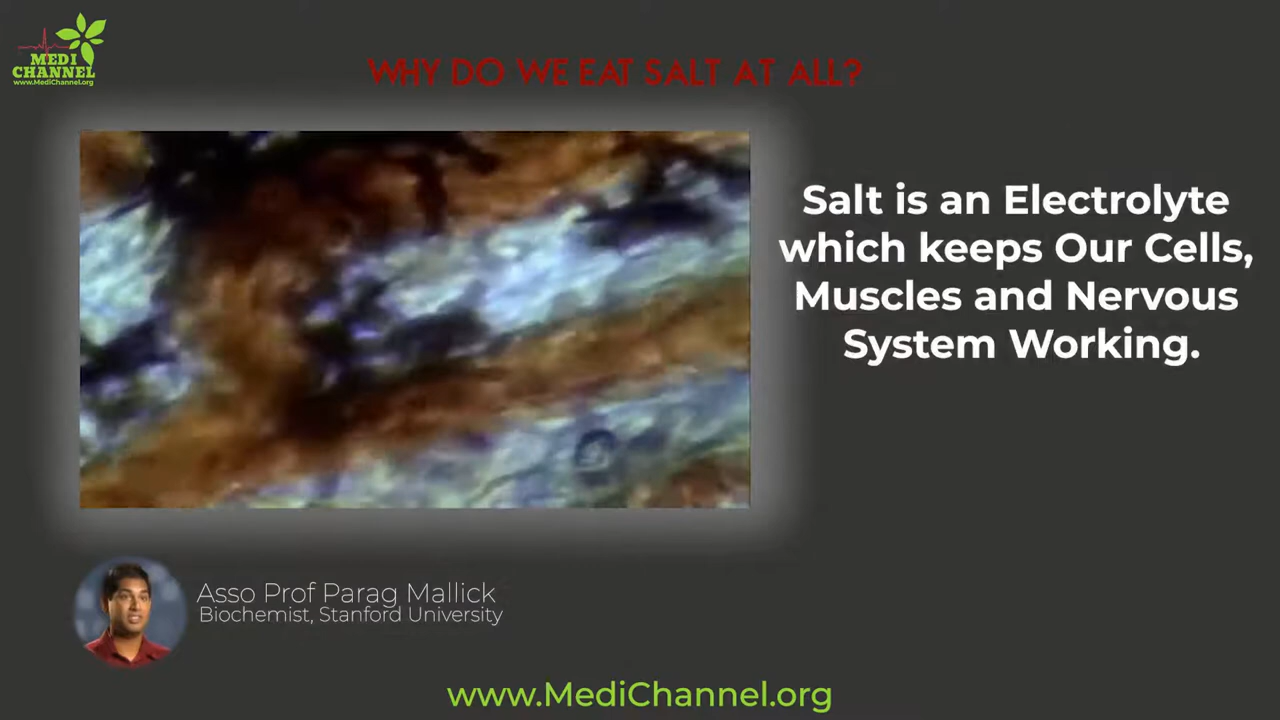 MEDI
CHANNEL
www.MediChannel.org
WHY DO WE EAT SALT AT ALL?
Salt is an Electrolyte
which keeps Our Cells,
Muscles and Nervous
System Working.
Asso Prof Parag Mallick
Biochemist, Stanford University
www.MediChannel.org